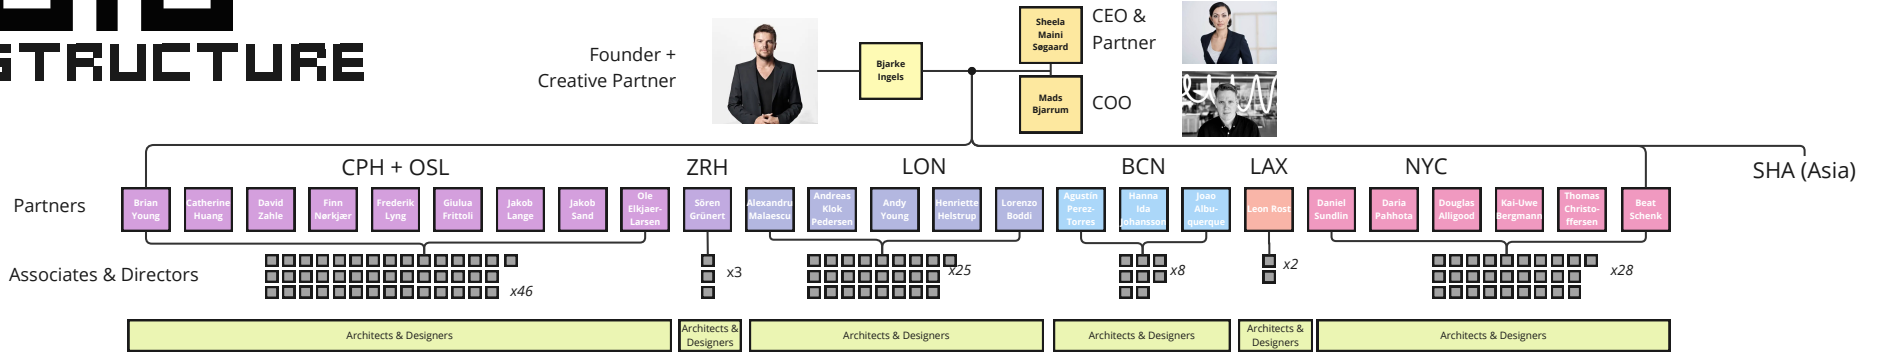 STRUCTURE
Founder +
Creative Partner
Bjarke
Ingels
Sheela
Maini
Søgaard
CEO &
Partner
Mads
Bjarrum
COO
CPH + OSL
ZRH
LON
BCN
LAX
NYC
SHA (Asia)
Partners
Brian
Young
Catherine
Huang
David
Zahle
Finn
Nørkjær
Frederik
Lyng
Giulua
Frittoli
Jakob
Lange
Jakob
Sand
Ole
Elkjaer-
Larsen
Sören
Grünert
Alexandru
Malaescu
Andreas
Klok
Pedersen
Andy
Young
Henriette
Helstrup
Lorenzo
Boddi
Agustin
Perez-
Torres
Hanna
Ida
Johansson
Joao
Albu-
querque
Leon Rost
Daniel
Sundlin
Daria
Pahhota
Douglas
Alligood
Kai-Uwe
Bergmann
Thomas
Christo-
ffersen
Beat
Schenk
Associates & Directors
x46
x3
x25
x8
x2
x28
Architects & Designers
Architects &
Designers
Architects & Designers
Architects & Designers
Architects &
Designers
Architects & Designers